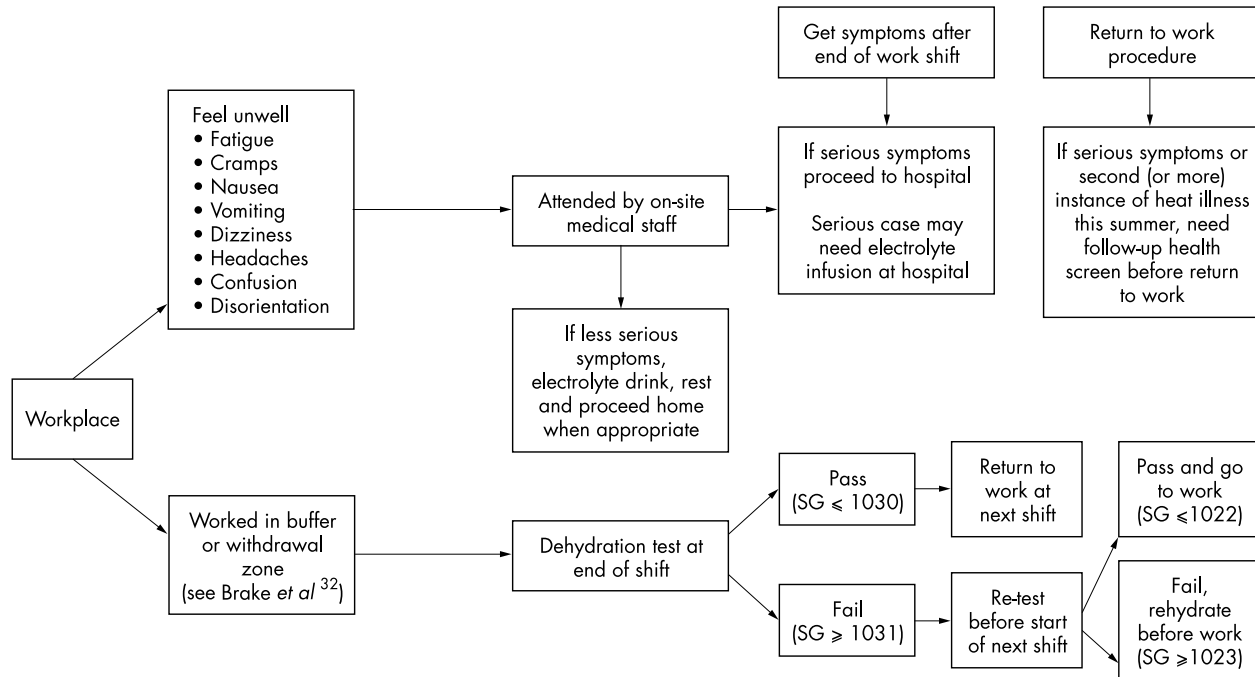 Get symptoms after
end of work shift
Return to work
procedure
Feel unwell
• Fatigue
• Cramps
• Nausea
• Vomiting
• Dizziness
• Headaches
• Confusion
• Disorientation
Attended by on-site
medical staff
If serious symptoms
proceed to hospital
Serious case may
need electrolyte
infusion at hospital
If serious symptoms or
second (or more)
instance of heat illness
this summer, need
follow-up health
screen before return
to work
If less serious
symptoms,
electrolyte drink, rest
and proceed home
when appropriate
Workplace
Worked in buffer
or withdrawal
zone
(see Brake et al 32)
Dehydration test at
end of shift
Pass
(SG ⩽ 1030)
Return to
work at
next shift
Pass and go
to work
(SG ⩽1022)
Fail
(SG ⩾ 1031)
Re-test
before start
of next shift
Fail,
rehydrate
before work
(SG ⩾1023)